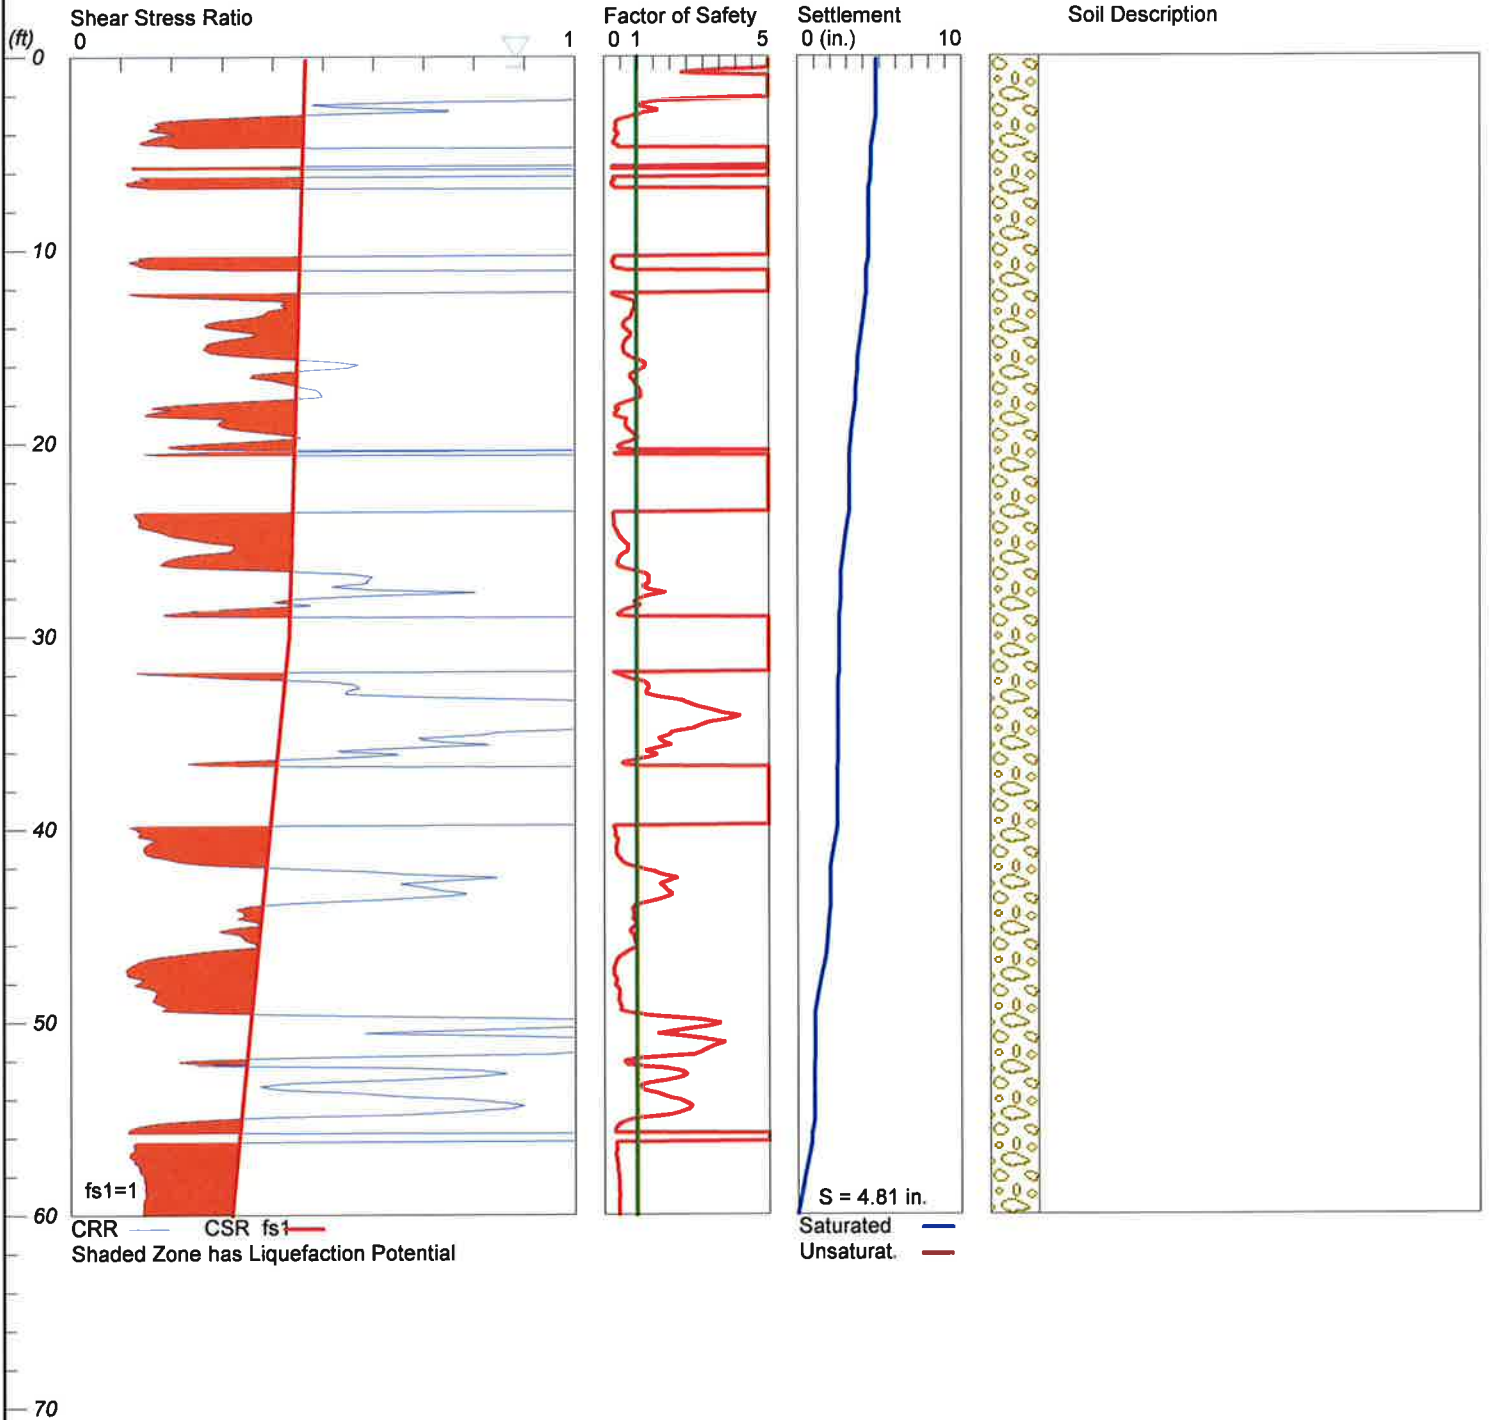 Shear Stress Ratio Factor of Safety Settlement Soil Description
(ft) 0 1 0 1 5 0 (in.) 10
0
10
20
30
40
50
fs1=1 S = 4.81 in.
60
CRR CSR fs1 Saturated
Shaded Zone has Liquefaction Potential Unsaturat.
70